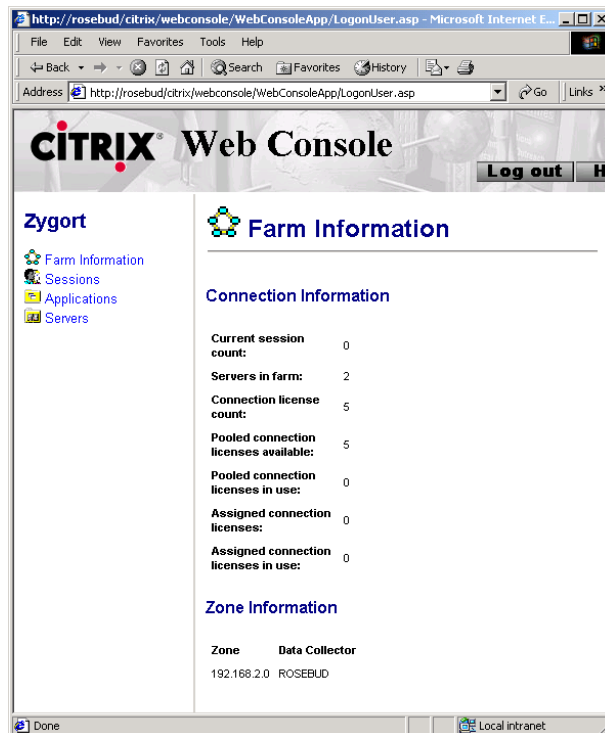 http://rosebud/citrix/webconsole/WebConsoleApp/LogonUser.asp - Microsoft Internet E...
File Edit View Favorites Tools Help
Back Search Favorites History
Address http://rosebud/citrix/webconsole/WebConsoleApp/LogonUser.asp Go Links »
CITRIX® Web Console
Log out H
Zygort
Farm Information
Sessions
Applications
Servers
Farm Information
Connection Information
Current session
count: 0
Servers in farm: 2
Connection license
count: 5
Pooled connection
licenses available: 5
Pooled connection
licenses in use: 0
Assigned connection
licenses: 0
Assigned connection
licenses in use: 0
Zone Information
Zone Data Collector
192.168.2.0 ROSEBUD
Done Local intranet